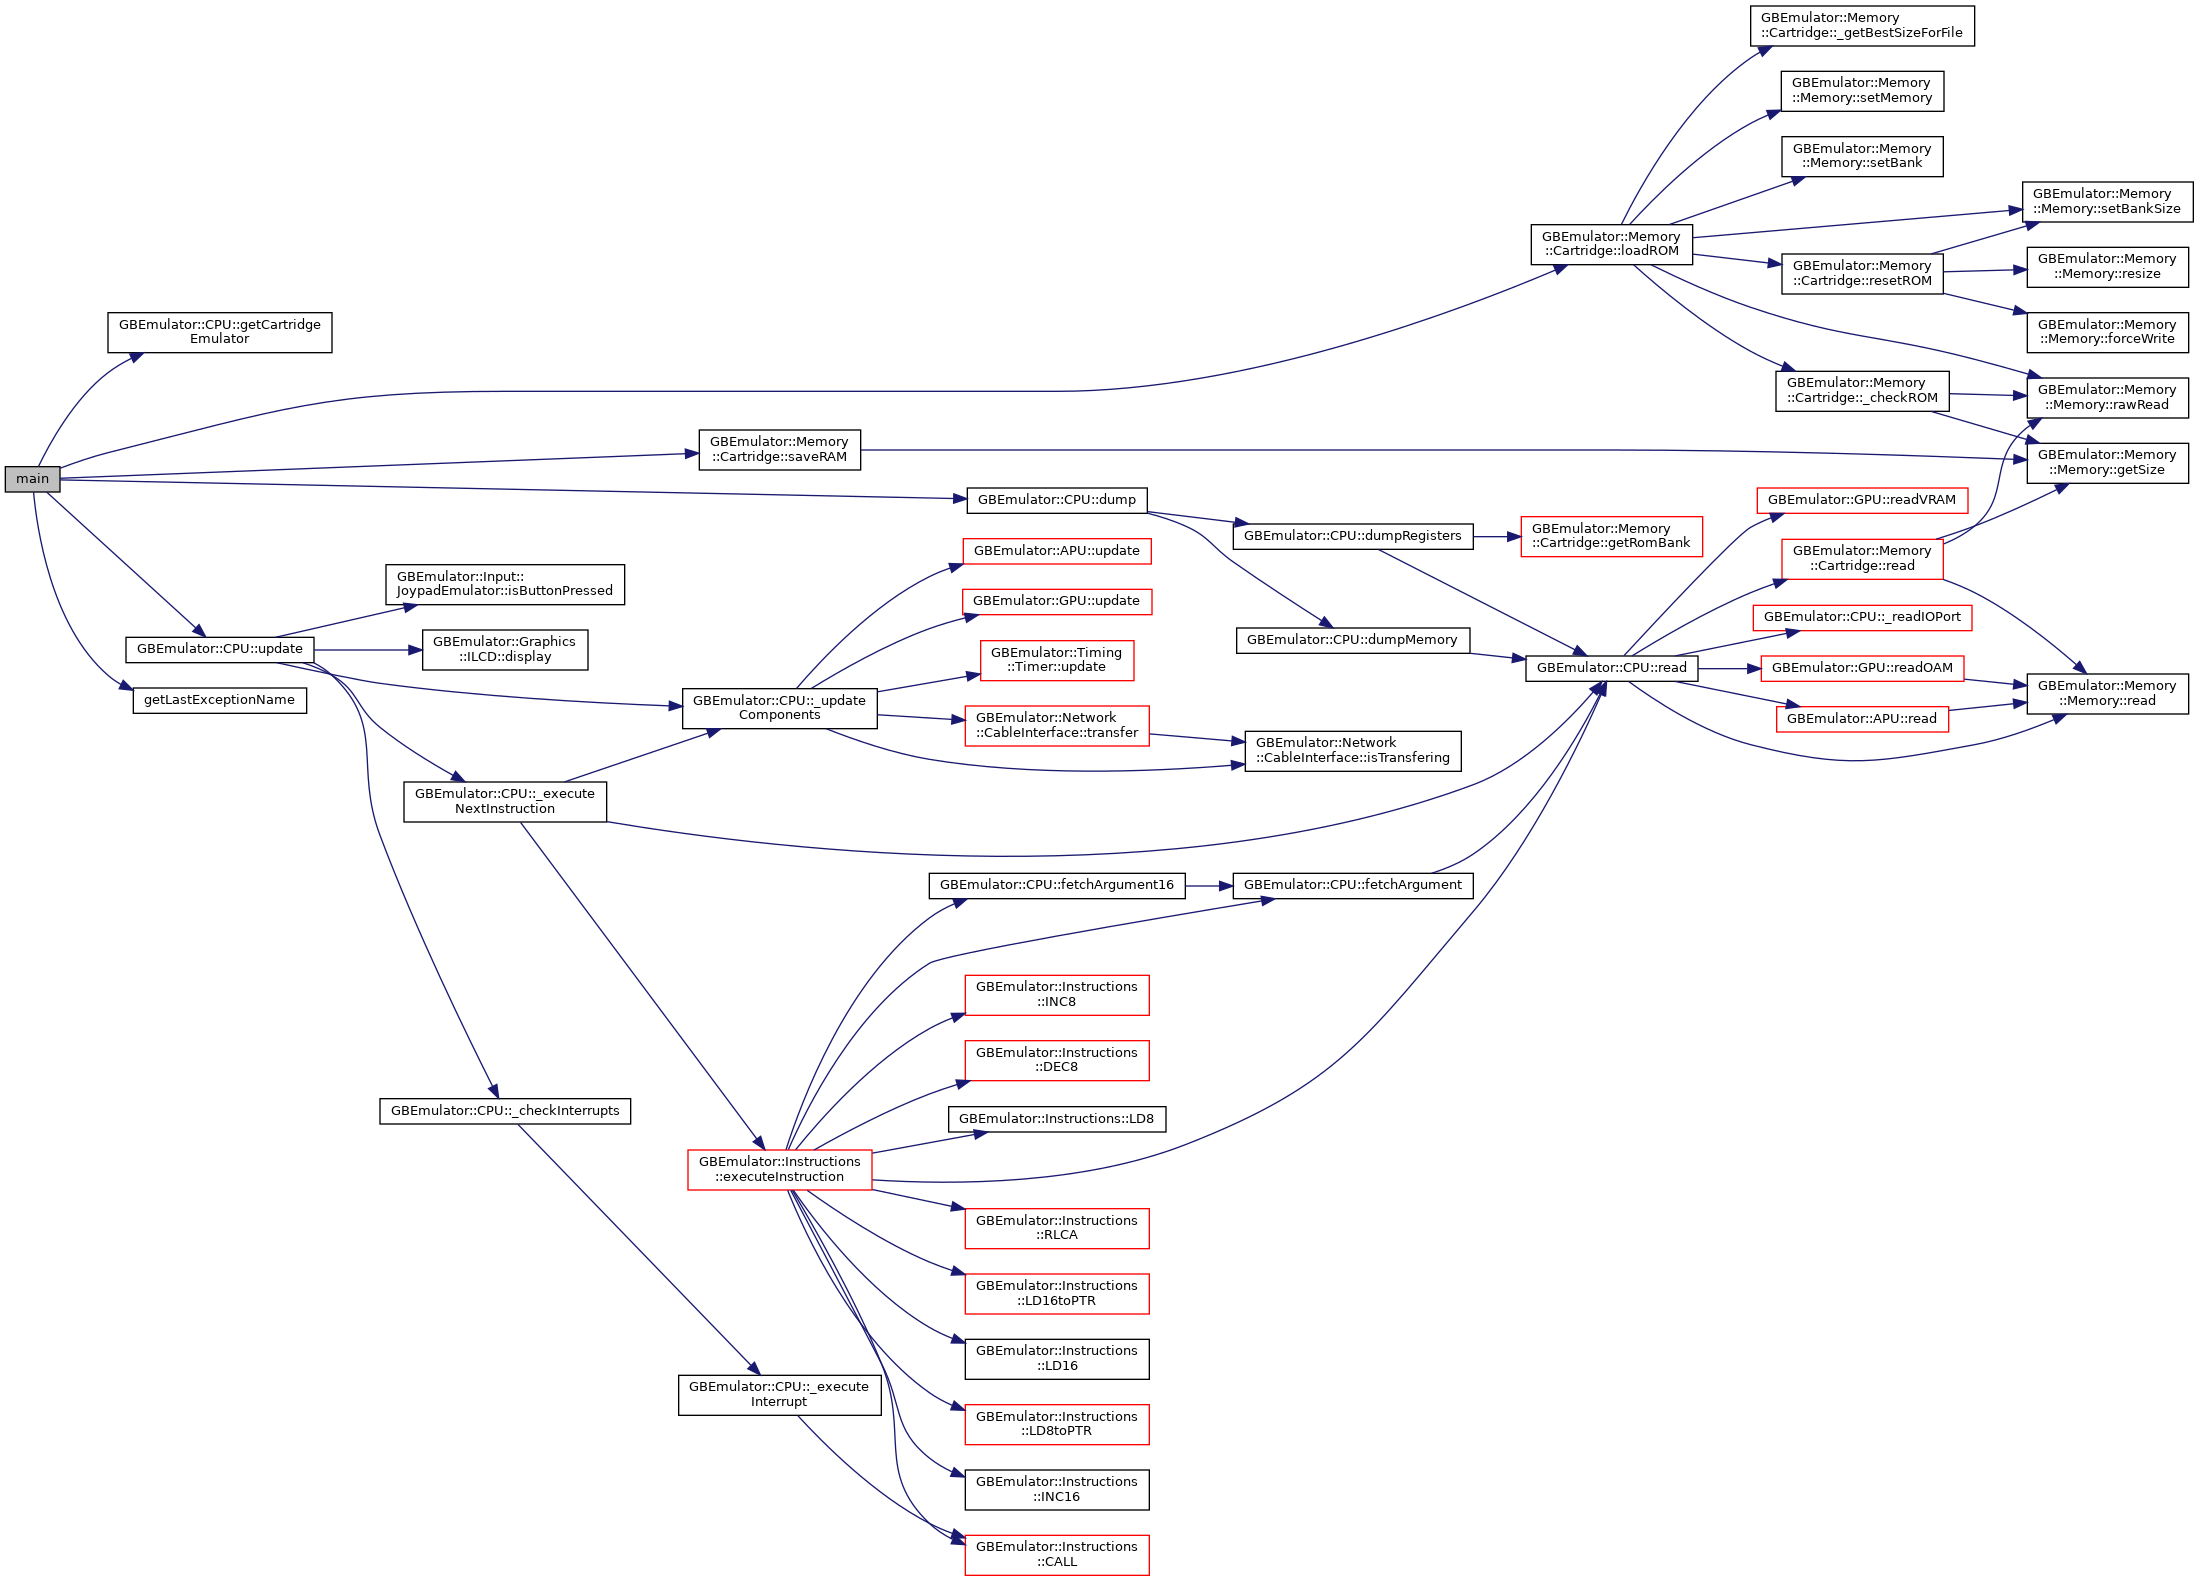 main
GBEmulator::CPU::getCartridge
Emulator
GBEmulator::Memory
::Cartridge::loadROM
GBEmulator::Memory
::Cartridge::saveRAM
GBEmulator::CPU::dump
GBEmulator::CPU::update
getLastExceptionName
GBEmulator::Memory
::Cartridge::_getBestSizeForFile
GBEmulator::Memory
::Memory::setMemory
GBEmulator::Memory
::Memory::setBank
GBEmulator::Memory
::Memory::setBankSize
GBEmulator::Memory
::Cartridge::resetROM
GBEmulator::Memory
::Memory::resize
GBEmulator::Memory
::Memory::forceWrite
GBEmulator::Memory
::Cartridge::_checkROM
GBEmulator::Memory
::Memory::rawRead
GBEmulator::Memory
::Memory::getSize
GBEmulator::CPU::dumpRegisters
GBEmulator::Memory
::Cartridge::getRomBank
GBEmulator::CPU::dumpMemory
GBEmulator::CPU::read
GBEmulator::GPU::readVRAM
GBEmulator::Memory
::Cartridge::read
GBEmulator::CPU::_readIOPort
GBEmulator::GPU::readOAM
GBEmulator::APU::read
GBEmulator::Memory
::Memory::read
GBEmulator::Input::
JoypadEmulator::isButtonPressed
GBEmulator::Graphics
::ILCD::display
GBEmulator::CPU::_update
Components
GBEmulator::APU::update
GBEmulator::GPU::update
GBEmulator::Timing
::Timer::update
GBEmulator::Network
::CableInterface::transfer
GBEmulator::Network
::CableInterface::isTransfering
GBEmulator::CPU::_execute
NextInstruction
GBEmulator::CPU::_checkInterrupts
GBEmulator::Instructions
::executeInstruction
GBEmulator::CPU::fetchArgument16
GBEmulator::CPU::fetchArgument
GBEmulator::Instructions
::INC8
GBEmulator::Instructions
::DEC8
GBEmulator::Instructions::LD8
GBEmulator::Instructions
::RLCA
GBEmulator::Instructions
::LD16toPTR
GBEmulator::Instructions
::LD16
GBEmulator::Instructions
::LD8toPTR
GBEmulator::Instructions
::INC16
GBEmulator::CPU::_execute
Interrupt
GBEmulator::Instructions
::CALL